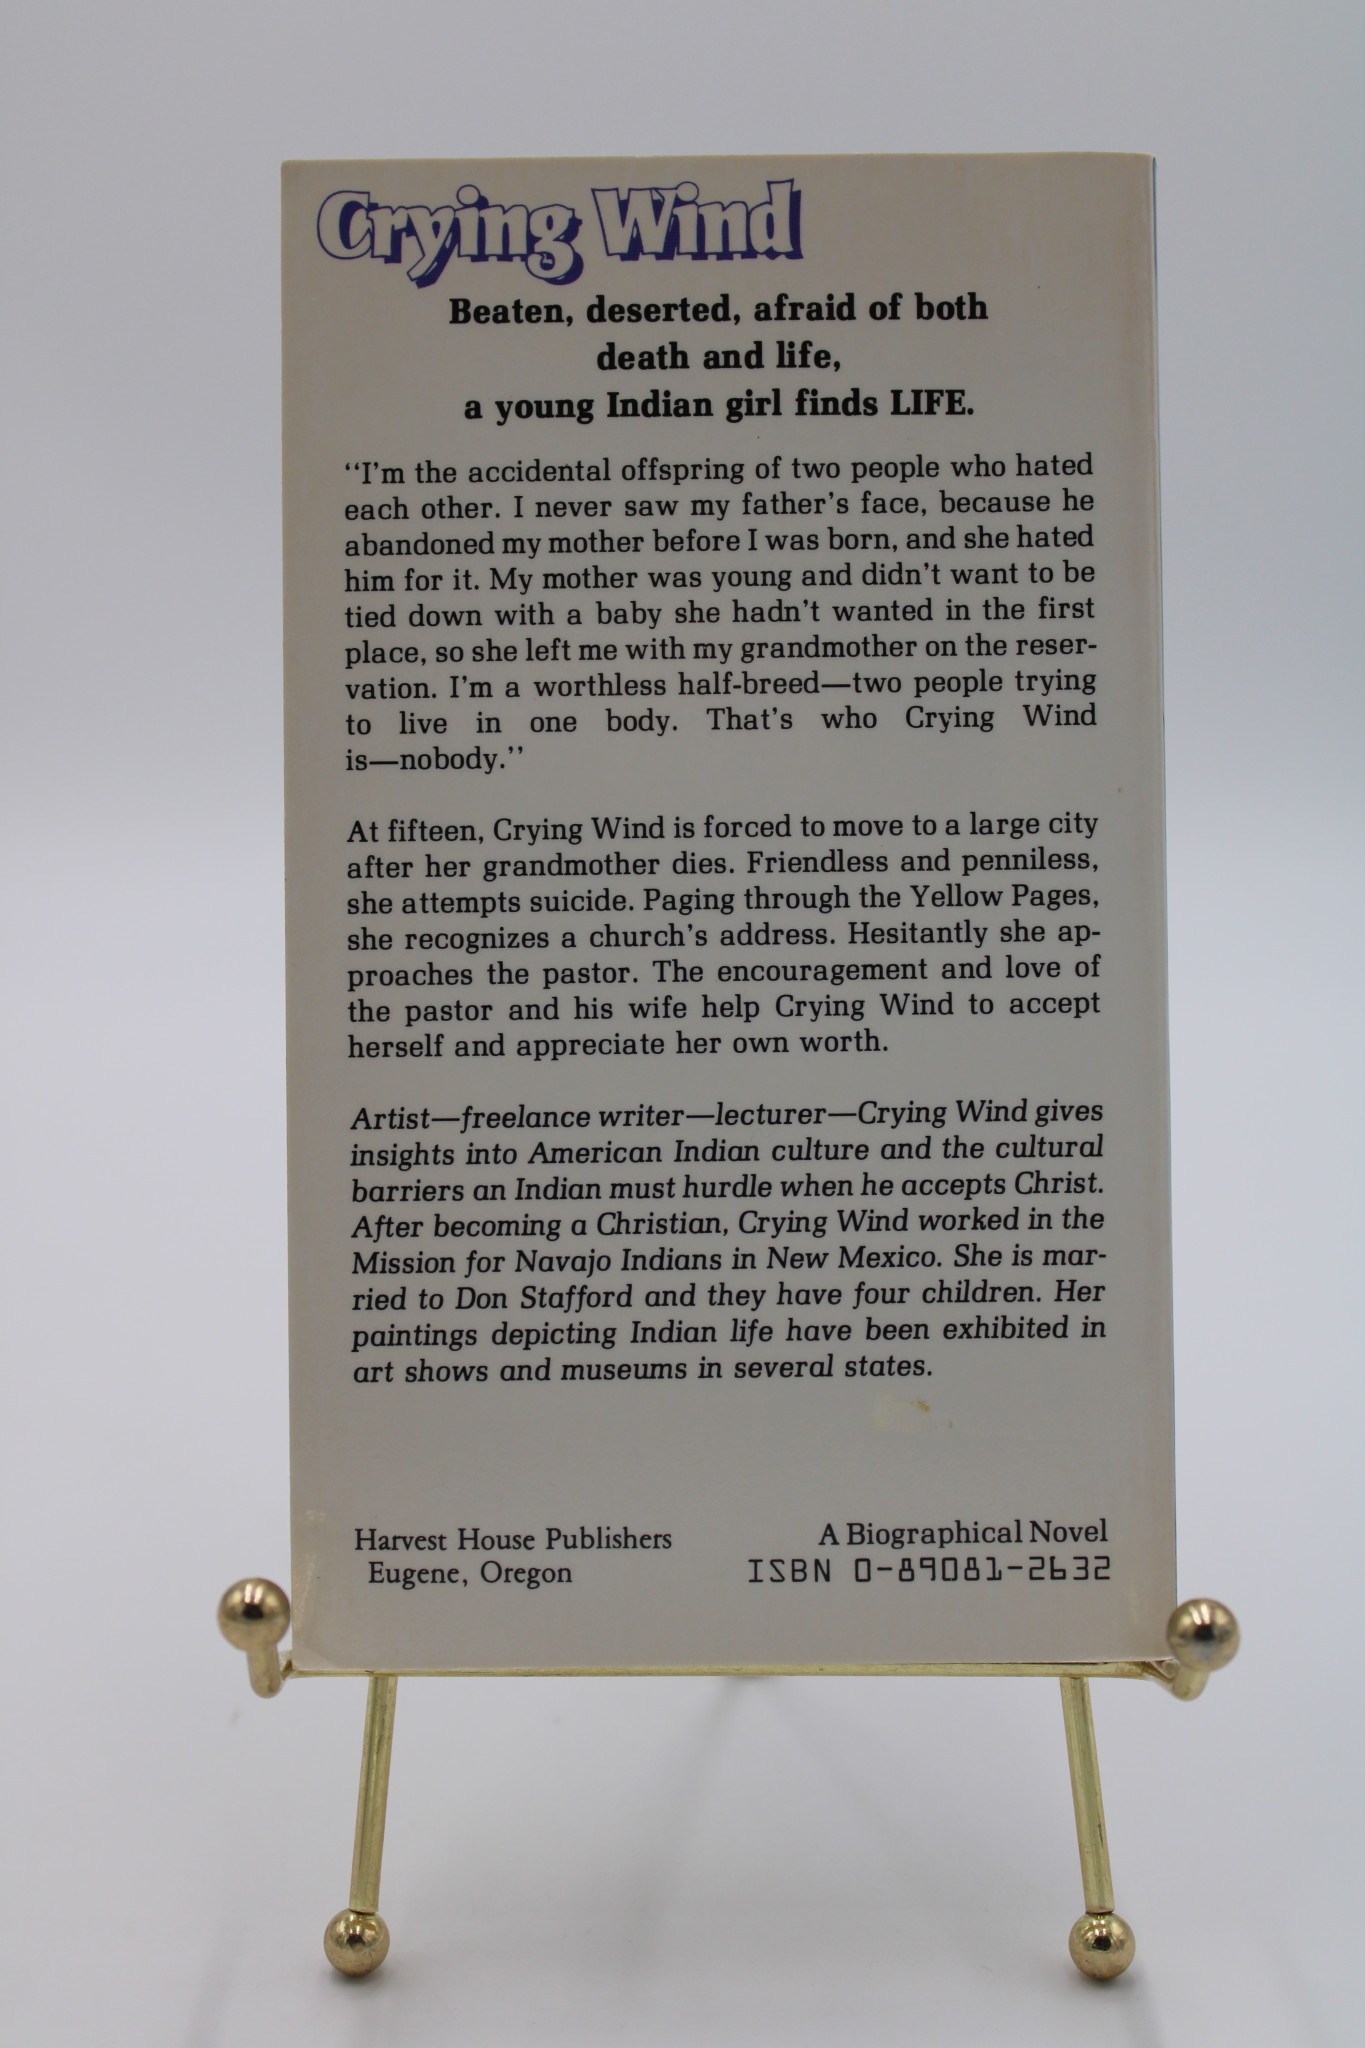 Crying Wind
Beaten, deserted, afraid of both
death and life,
a young Indian girl finds LIFE.
“I’m the accidental offspring of two people who hated
each other. I never saw my father’s face, because he
abandoned my mother before I was born, and she hated
him for it. My mother was young and didn’t want to be
tied down with a baby she hadn’t wanted in the first
place, so she left me with my grandmother on the reser-
vation. I’m a worthless half-breed—two people trying
to live in one body. That’s who Crying Wind
is—nobody.”
At fifteen, Crying Wind is forced to move to a large city
after her grandmother dies. Friendless and penniless,
she attempts suicide. Paging through the Yellow Pages,
she recognizes a church’s address. Hesitantly she ap-
proaches the pastor. The encouragement and love of
the pastor and his wife help Crying Wind to accept
herself and appreciate her own worth.
Artist—freelance writer—lecturer—Crying Wind gives
insights into American Indian culture and the cultural
barriers an Indian must hurdle when he accepts Christ.
After becoming a Christian, Crying Wind worked in the
Mission for Navajo Indians in New Mexico. She is mar-
ried to Don Stafford and they have four children. Her
paintings depicting Indian life have been exhibited in
art shows and museums in several states.
Harvest House Publishers
Eugene, Oregon
A Biographical Novel
ISBN 0-89081-2632